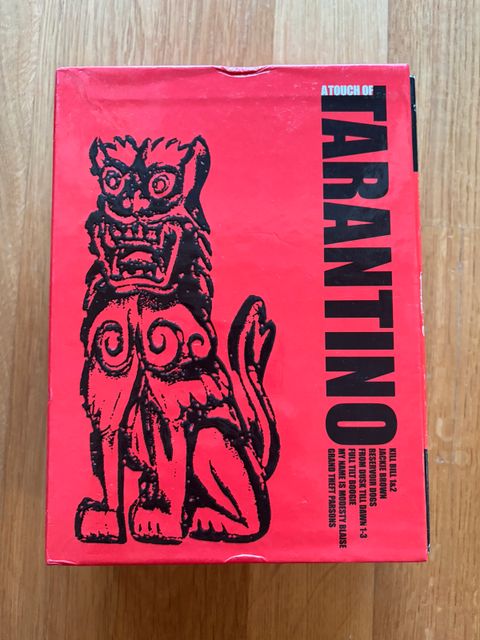 A TOUCH OF
TARANTINO
KILL BILL 1&2
JACKIE BROWN
RESERVOIR DOGS
FROM DUSK TILL DAWN 1-3
FULL TILT BOOGIE
MY NAME IS MODESTY BLAISE
GRAND THEFT PARSONS